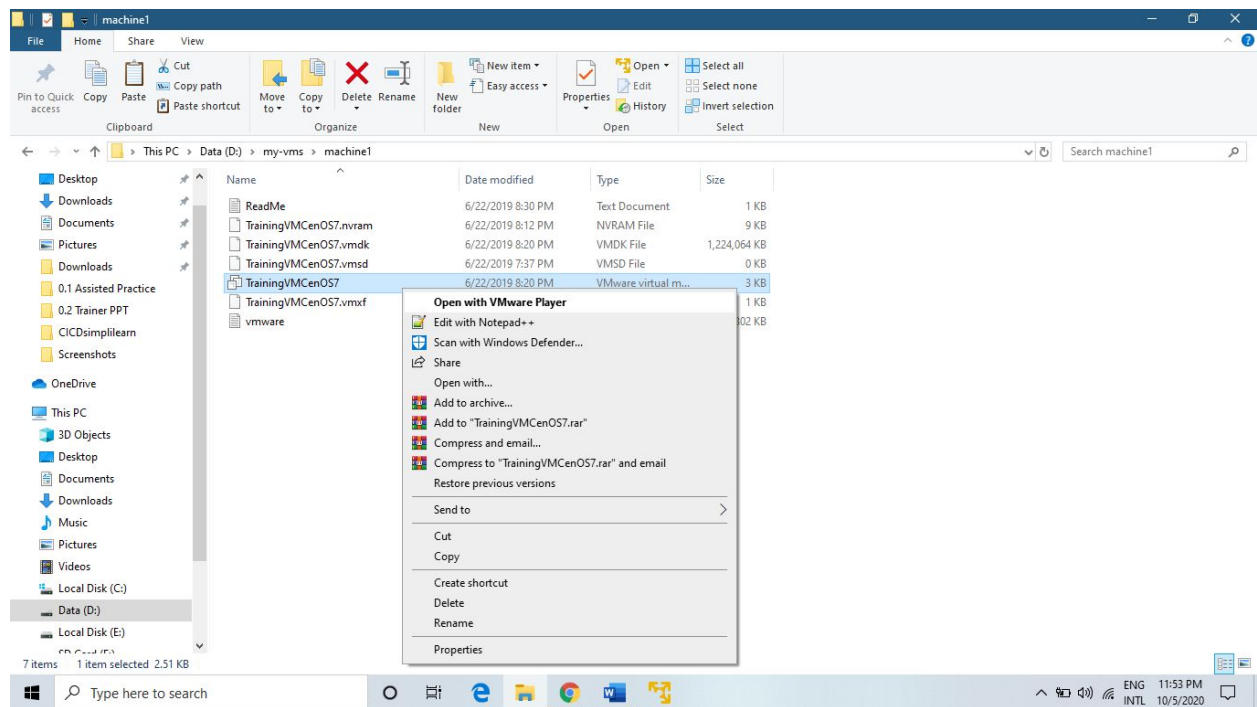 machine1
File Home Share View
Pin to Quick access
Copy
Paste
Cut
Copy path
Paste shortcut
Clipboard
Move to
Copy to
Delete
Rename
Organize
New folder
New item
Easy access
New
Properties
Open
Edit
History
Open
Select all
Select none
Invert selection
Select
This PC > Data (D:) > my-vms > machine1
Search machine1
Desktop
Downloads
Documents
Pictures
Downloads
0.1 Assisted Practice
0.2 Trainer PPT
CICDsimplilearn
Screenshots
OneDrive
This PC
3D Objects
Desktop
Documents
Downloads
Music
Pictures
Videos
Local Disk (C:)
Data (D:)
Local Disk (E:)
Name Date modified Type Size
ReadMe 6/22/2019 8:30 PM Text Document 1 KB
TrainingVMCenOS7.nvram 6/22/2019 8:12 PM NVRAM File 9 KB
TrainingVMCenOS7.vmdk 6/22/2019 8:20 PM VMDK File 1,224,064 KB
TrainingVMCenOS7.vmsd 6/22/2019 7:37 PM VMSD File 0 KB
TrainingVMCenOS7 6/22/2019 8:20 PM VMware virtual m... 3 KB
TrainingVMCenOS7.vmxf 1 KB
vmware 02 KB
Open with VMware Player
Edit with Notepad++
Scan with Windows Defender...
Share
Open with...
Add to archive...
Add to "TrainingVMCenOS7.rar"
Compress and email...
Compress to "TrainingVMCenOS7.rar" and email
Restore previous versions
Send to
Cut
Copy
Create shortcut
Delete
Rename
Properties
7 items 1 item selected 2.51 KB
Type here to search
ENG
INTL
11:53 PM
10/5/2020